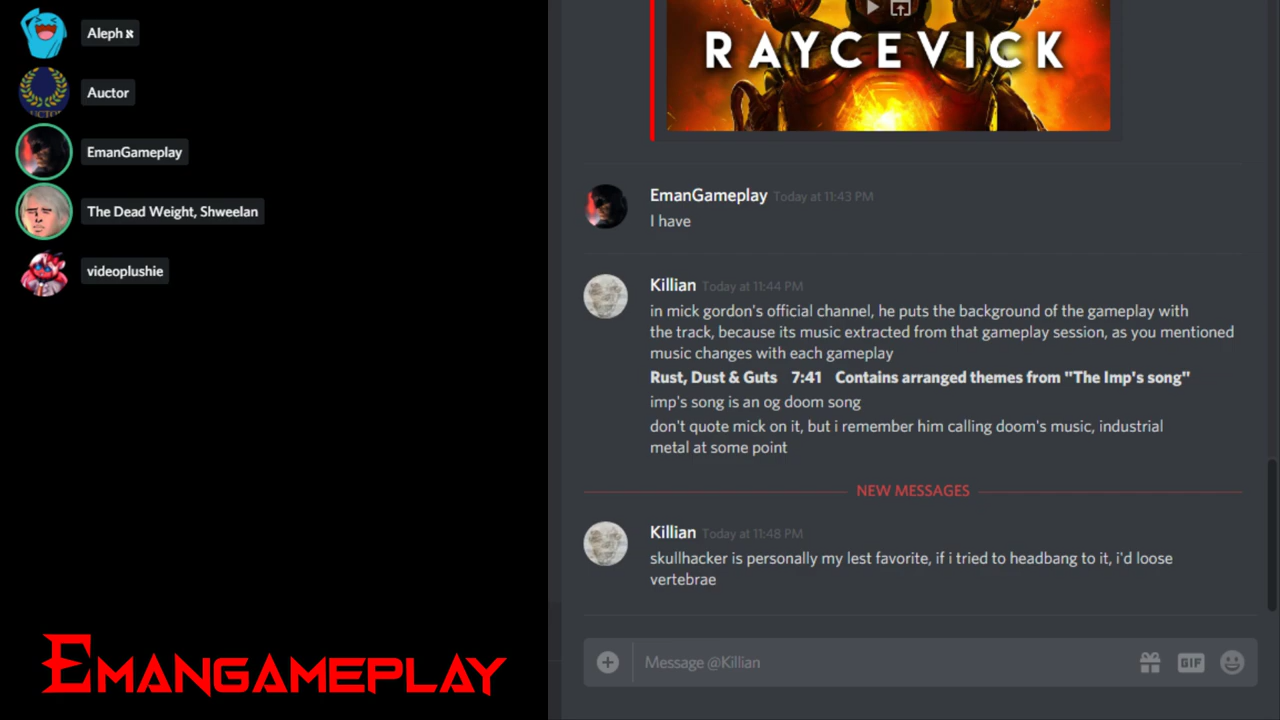 Aleph א
Auctor
EmanGameplay
The Dead Weight, Shweelan
videoplushie
EMANGAMEPLAY
RAYCEVICK
EmanGameplay Today at 11:43 PM
I have
Killian Today at 11:44 PM
in mick gordon's official channel, he puts the background of the gameplay with
the track, because its music extracted from that gameplay session, as you mentioned
music changes with each gameplay
Rust, Dust & Guts 7:41 Contains arranged themes from "The Imp's song"
imp's song is an og doom song
don't quote mick on it, but i remember him calling doom's music, industrial
metal at some point
NEW MESSAGES
Killian Today at 11:48 PM
skullhacker is personally my lest favorite, if i tried to headbang to it, i'd loose
vertebrae
Message @Killian
GIF